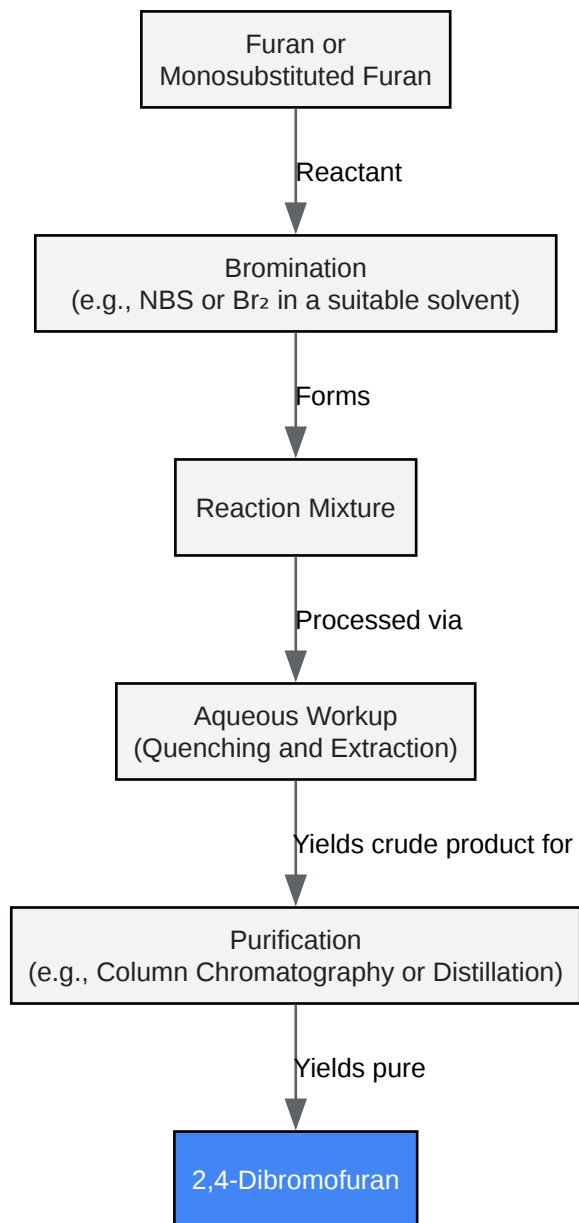 Furan or
Monosubstituted Furan
Reactant
Bromination
(e.g., NBS or Br₂ in a suitable solvent)
Forms
Reaction Mixture
Processed via
Aqueous Workup
(Quenching and Extraction)
Yields crude product for
Purification
(e.g., Column Chromatography or Distillation)
Yields pure
2,4-Dibromofuran